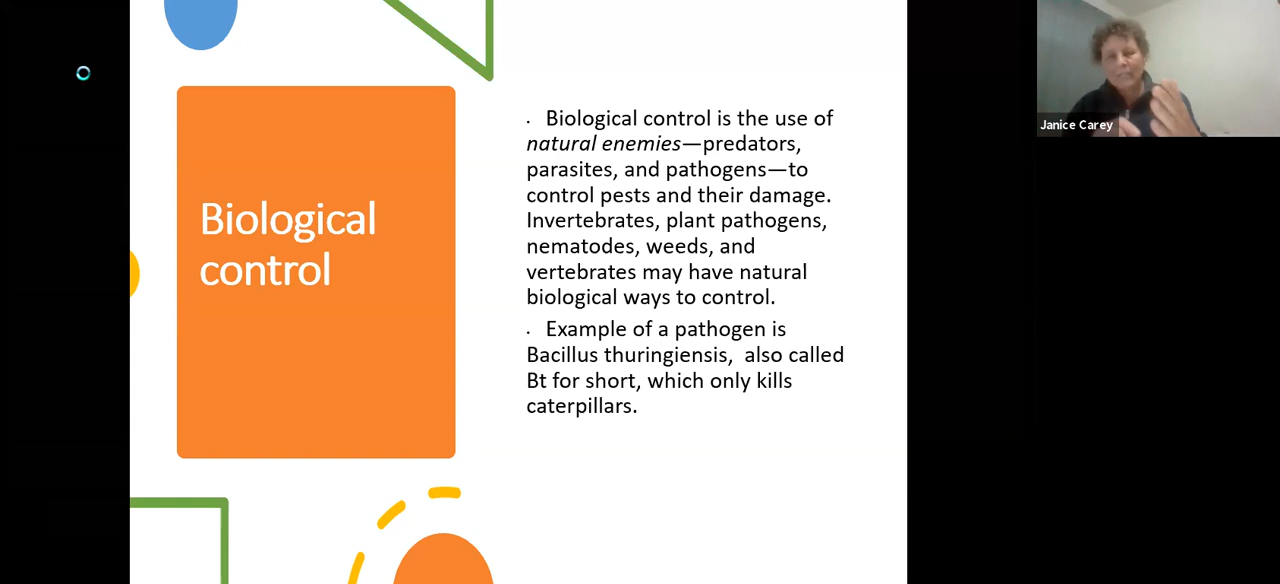 Biological
control
· Biological control is the use of
natural enemies—predators,
parasites, and pathogens—to
control pests and their damage.
Invertebrates, plant pathogens,
nematodes, weeds, and
vertebrates may have natural
biological ways to control.
· Example of a pathogen is
Bacillus thuringiensis,  also called
Bt for short, which only kills
caterpillars.
Janice Carey